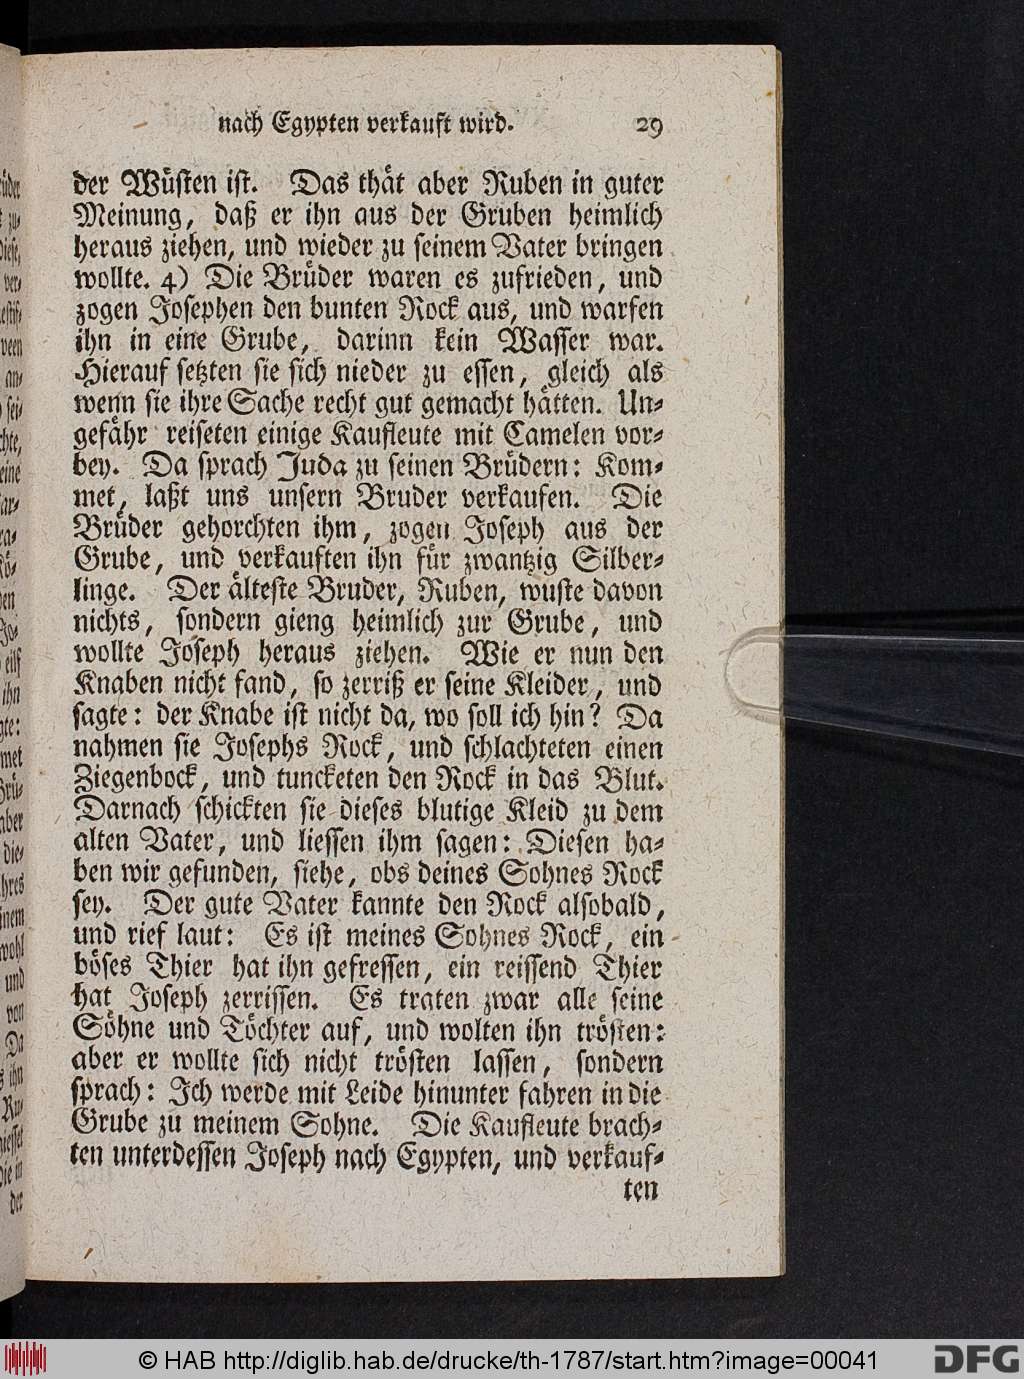 nach Egypten verkauft wird. 29
der Wüsten ist. Das thät aber Ruben in guter
Meinung, daß er ihn aus der Gruben heimlich
heraus ziehen, und wieder zu seinem Vater bringen
wollte. 4) Die Brüder waren es zufrieden, und
zogen Josephen den bunten Rock aus, und warfen
ihn in eine Grube, darinn kein Wasser war.
Hierauf setzten sie sich nieder zu essen, gleich als
wenn sie ihre Sache recht gut gemacht hätten. Un-
gefähr reiseten einige Kaufleute mit Camelen vor-
bey. Da sprach Juda zu seinen Brüdern: Kom-
met, laßt uns unsern Bruder verkaufen. Die
Brüder gehorchten ihm, zogen Joseph aus der
Grube, und verkauften ihn für zwantzig Silber-
linge. Der älteste Bruder, Ruben, wuste davon
nichts, sondern gieng heimlich zur Grube, und
wollte Joseph heraus ziehen. Wie er nun den
Knaben nicht fand, so zerriß er seine Kleider, und
sagte: der Knabe ist nicht da, wo soll ich hin? Da
nahmen sie Josephs Rock, und schlachteten einen
Ziegenbock, und tuncketen den Rock in das Blut.
Darnach schickten sie dieses blutige Kleid zu dem
alten Vater, und liessen ihm sagen: Diesen ha-
ben wir gefunden, siehe, obs deines Sohnes Rock
sey. Der gute Vater kannte den Rock alsobald,
und rief laut: Es ist meines Sohnes Rock, ein
böses Thier hat ihn gefressen, ein reissend Thier
hat Joseph zerrissen. Es traten zwar alle seine
Söhne und Töchter auf, und wolten ihn trösten:
aber er wollte sich nicht trösten lassen, sondern
sprach: Ich werde mit Leide hinunter fahren in die
Grube zu meinem Sohne. Die Kaufleute brach-
ten unterdessen Joseph nach Egypten, und verkauf-
ten
© HAB http://diglib.hab.de/drucke/th-1787/start.htm?image=00041
DFG